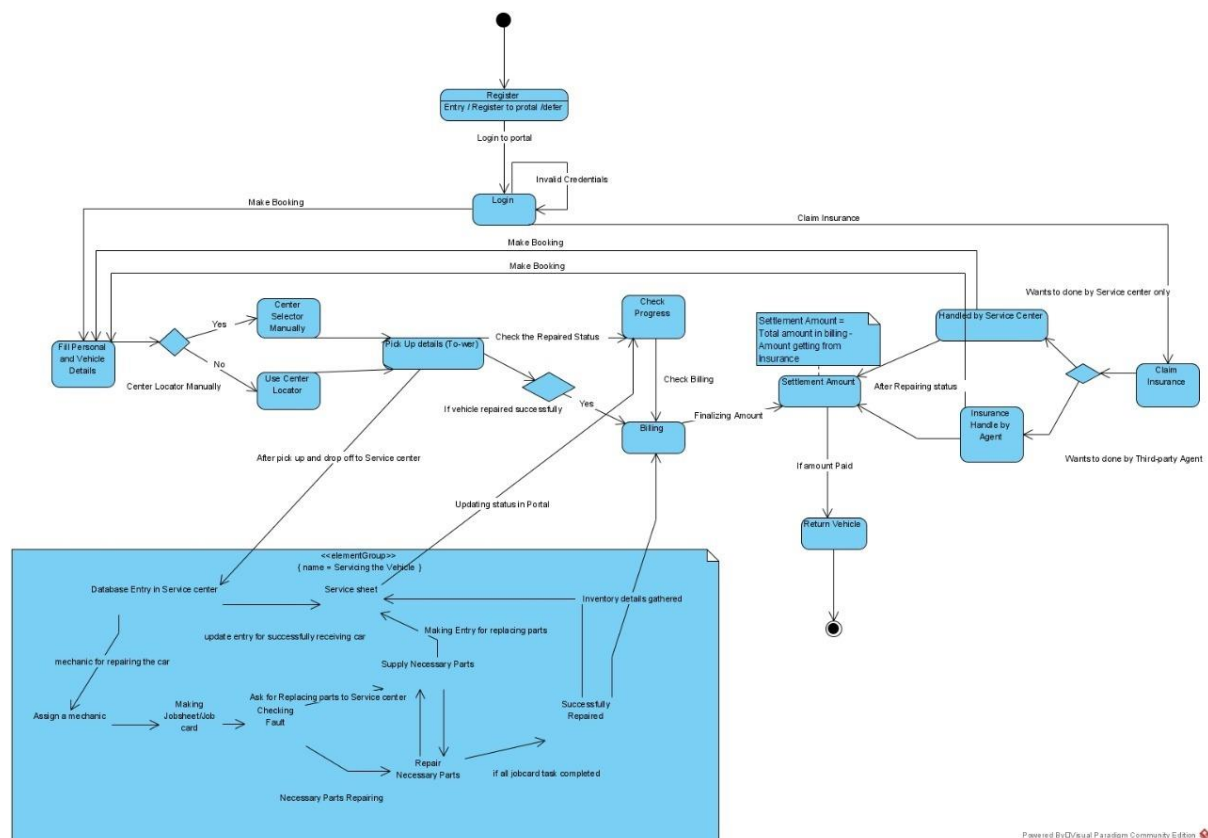 Register
Entry / Register to protal /defer
Login to portal
Invalid Credentials
Login
Make Booking
Claim Insurance
Make Booking
Make Booking
Wants to done by Service center only
Center
Selector
Manually
Check
Progress
Settlement Amount =
Total amount in billing -
Amount getting from
Insurance
Handled by Service Center
Yes
Check the Repaired Status
Fill Personal
and Vehicle
Details
Pick Up details (To-wer)
No
Center Locator Manually
Use Center
Locator
Check Billing
Settlement Amount
After Repairing status
Claim
Insurance
If vehicle repaired successfully
Yes
Finalizing Amount
Billing
Insurance
Handle by
Agent
After pick up and drop off to Service center
Wants to done by Third-party Agent
If amount Paid
Updating status in Portal
Return Vehicle
<<elementGroup>>
{ name = Servicing the Vehicle }
Database Entry in Service center
Service sheet
Inventory details gathered
update entry for successfully receiving car
Making Entry for replacing parts
mechanic for repairing the car
Supply Necessary Parts
Ask for Replacing parts to Service center
Assign a mechanic
Making
Jobsheet/Job
card
Checking
Fault
Successfully
Repaired
Repair
Necessary Parts
if all jobcard task completed
Necessary Parts Repairing
Powered By Visual Paradigm Community Edition